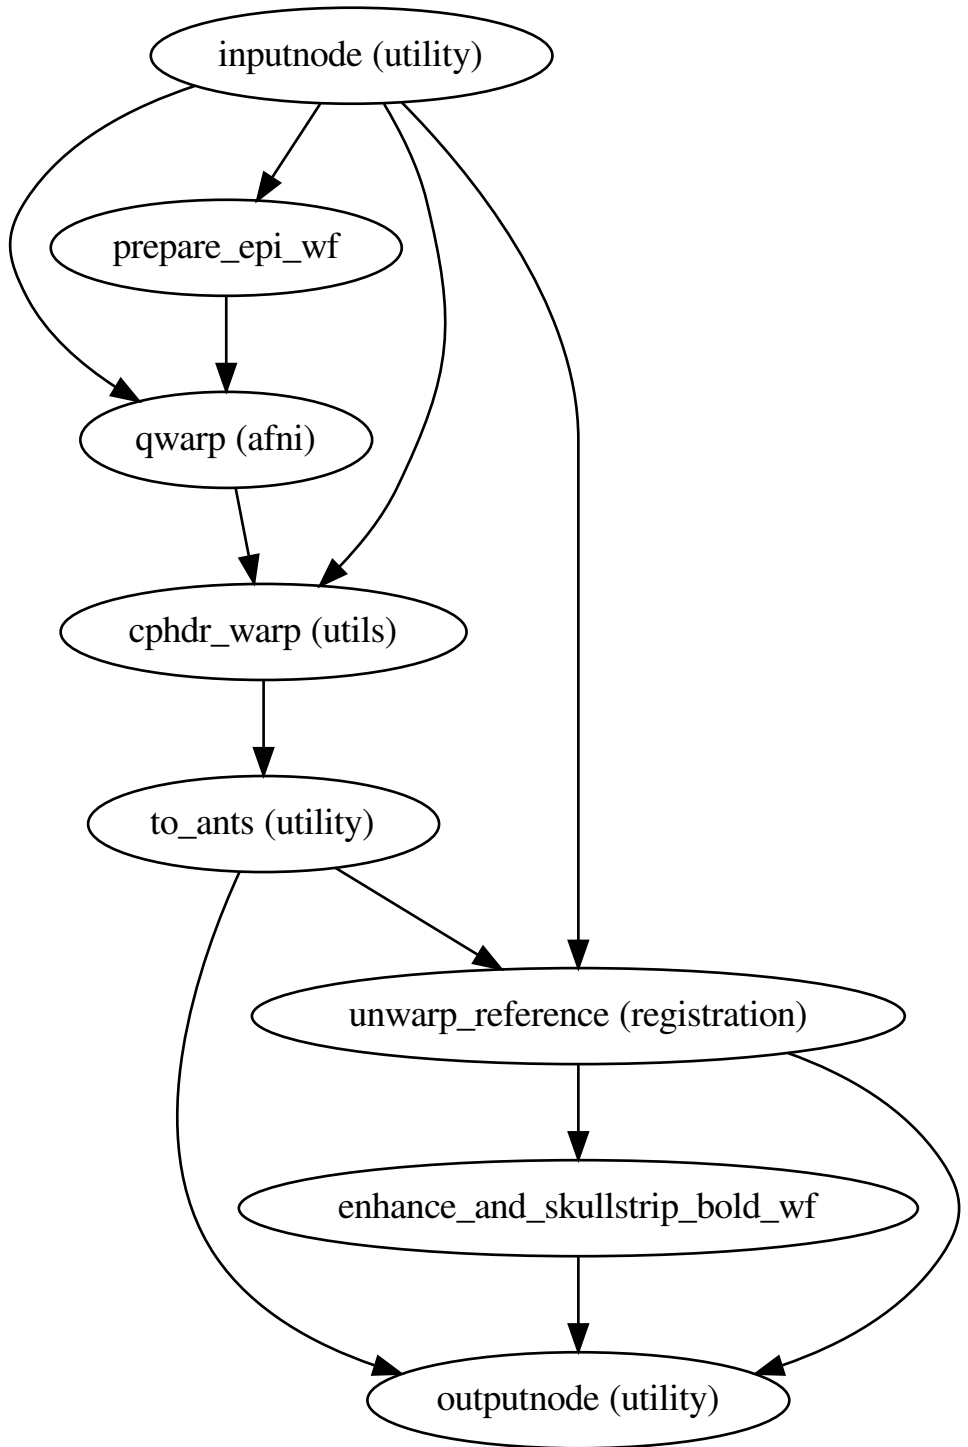 inputnode (utility)
prepare_epi_wf
qwarp (afni)
cphdr_warp (utils)
to_ants (utility)
unwarp_reference (registration)
enhance_and_skullstrip_bold_wf
outputnode (utility)